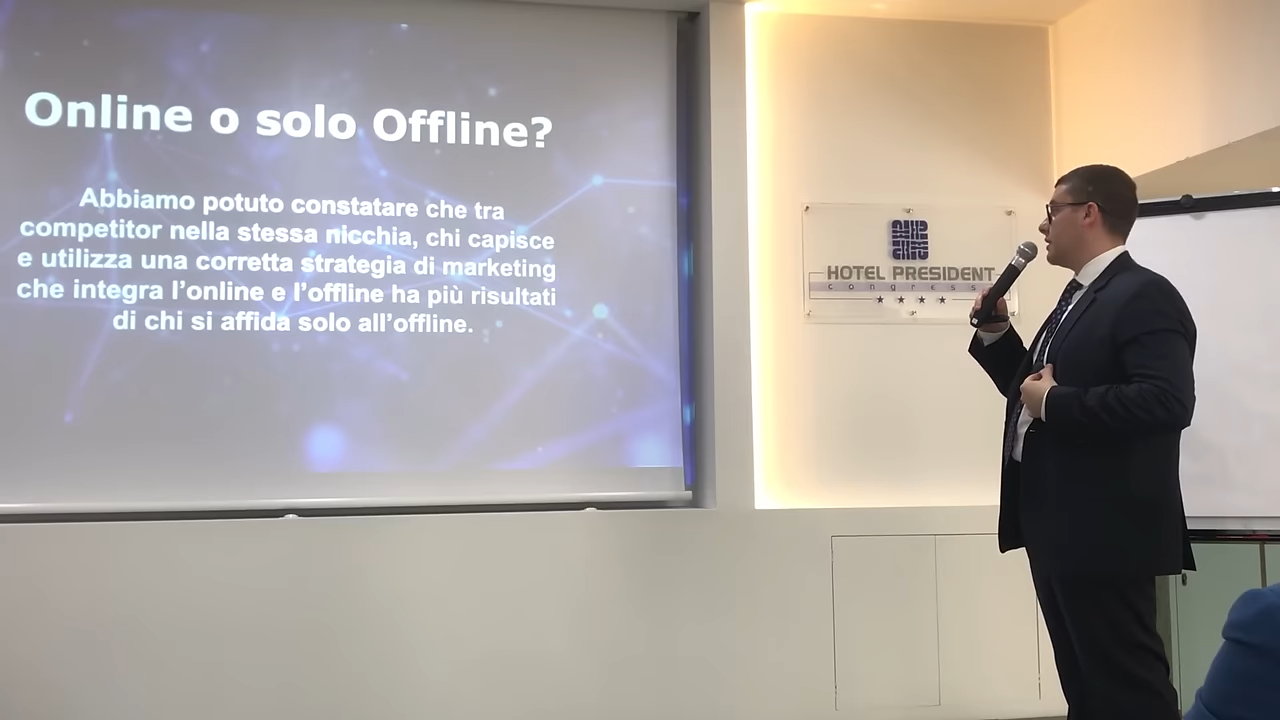 Online o solo Offline?
Abbiamo potuto constatare che tra
competitor nella stessa nicchia, chi capisce
e utilizza una corretta strategia di marketing
che integra l’online e l’offline ha più risultati
di chi si affida solo all’offline.
HOTEL PRESIDENT
congress